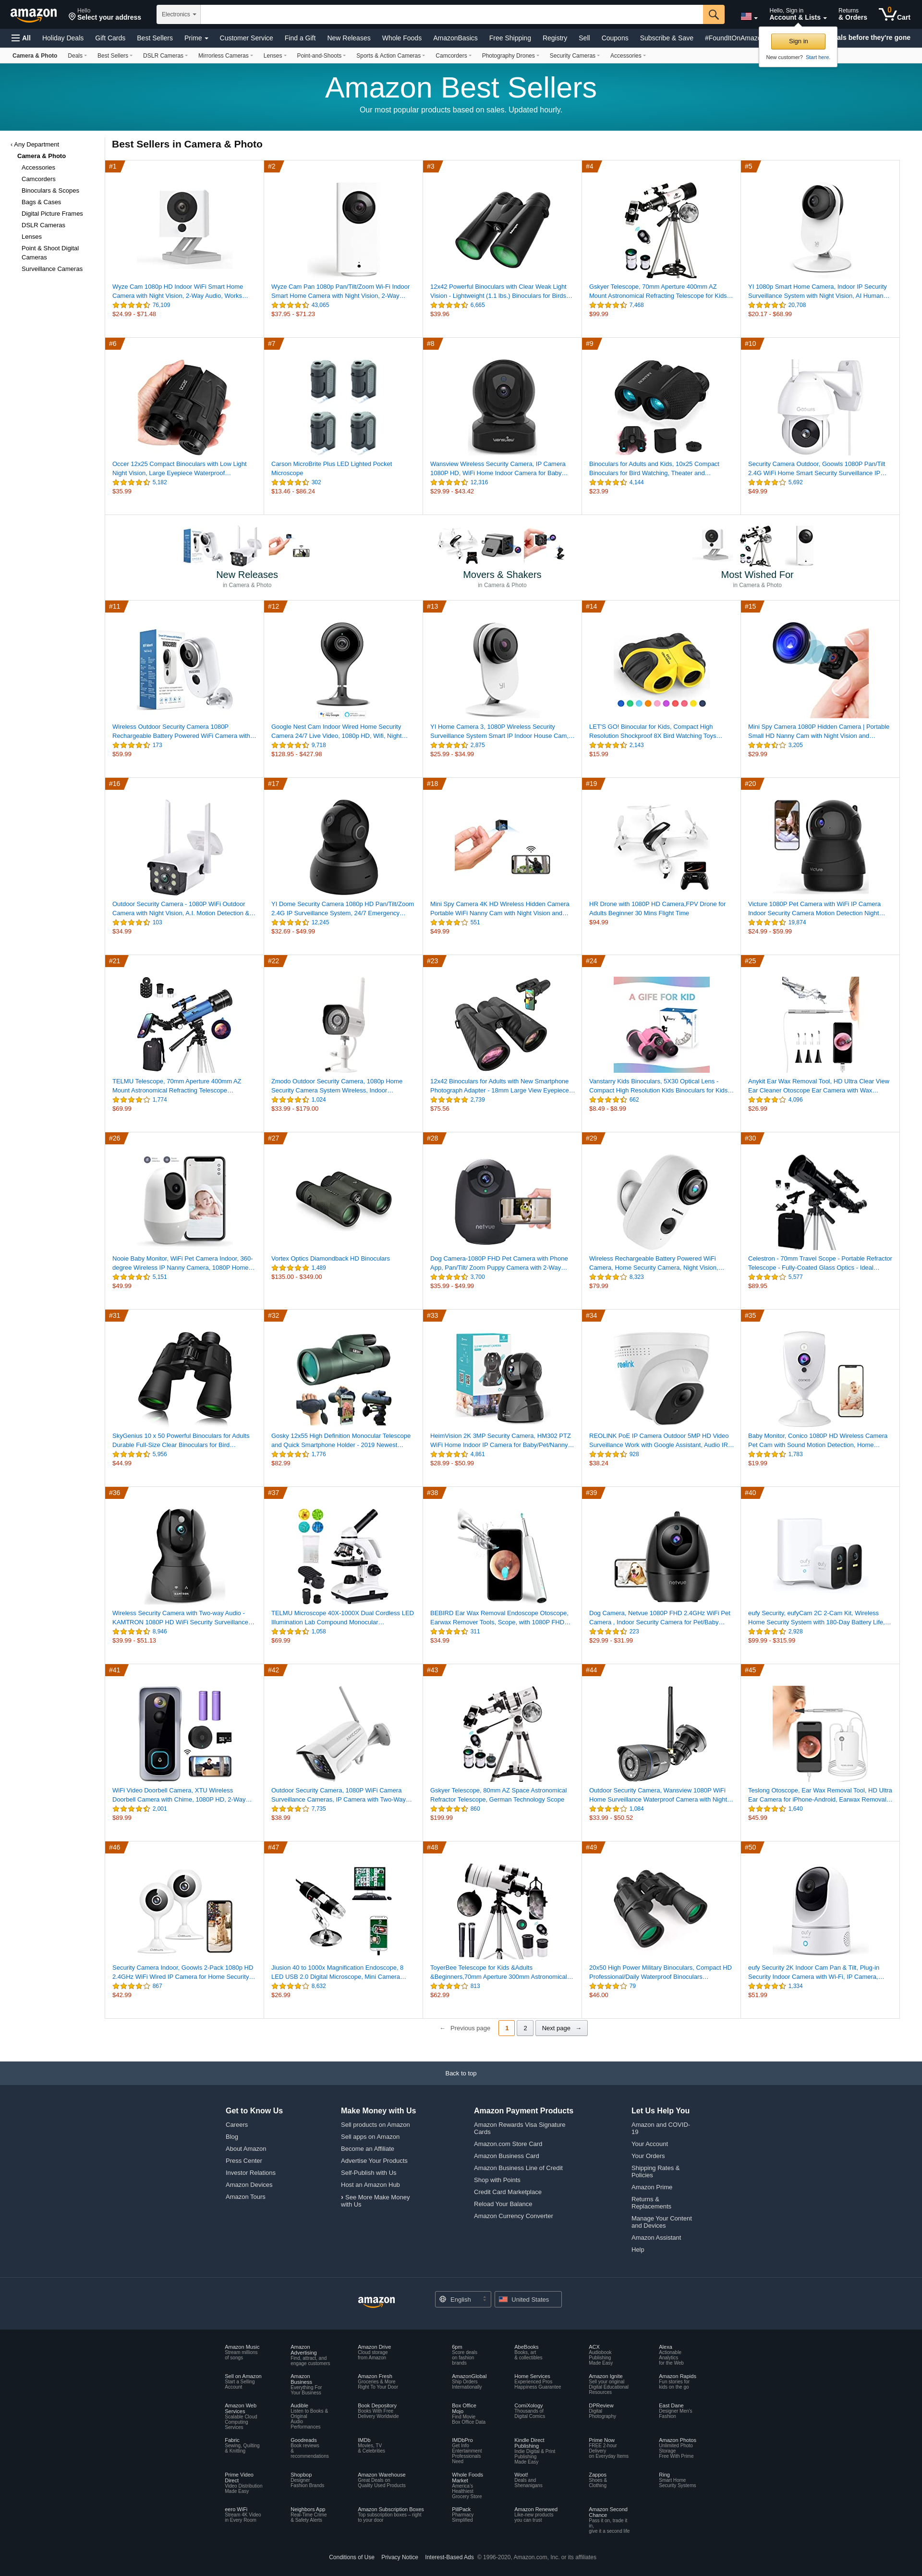 amazon
Hello
Select your address
Electronics
Hello, Sign in
Account & Lists
Returns
& Orders
0
Cart
All
Holiday Deals
Gift Cards
Best Sellers
Prime
Customer Service
Find a Gift
New Releases
Whole Foods
AmazonBasics
Free Shipping
Registry
Sell
Coupons
Subscribe & Save
#FoundItOnAmazo
als before they're gone
Sign in
New customer? Start here.
Camera & Photo
Deals
Best Sellers
DSLR Cameras
Mirrorless Cameras
Lenses
Point-and-Shoots
Sports & Action Cameras
Camcorders
Photography Drones
Security Cameras
Accessories
Amazon Best Sellers
Our most popular products based on sales. Updated hourly.
‹ Any Department
Camera & Photo
Accessories
Camcorders
Binoculars & Scopes
Bags & Cases
Digital Picture Frames
DSLR Cameras
Lenses
Point & Shoot Digital
Cameras
Surveillance Cameras
Best Sellers in Camera & Photo
#1
Wyze Cam 1080p HD Indoor WiFi Smart Home
Camera with Night Vision, 2-Way Audio, Works…
76,109
$24.99 - $71.48
#2
Wyze Cam Pan 1080p Pan/Tilt/Zoom Wi-Fi Indoor
Smart Home Camera with Night Vision, 2-Way…
43,065
$37.95 - $71.23
#3
12x42 Powerful Binoculars with Clear Weak Light
Vision - Lightweight (1.1 lbs.) Binoculars for Birds…
6,665
$39.96
#4
Gskyer Telescope, 70mm Aperture 400mm AZ
Mount Astronomical Refracting Telescope for Kids…
7,468
$99.99
#5
YI 1080p Smart Home Camera, Indoor IP Security
Surveillance System with Night Vision, AI Human…
20,708
$20.17 - $68.99
#6
Occer 12x25 Compact Binoculars with Low Light
Night Vision, Large Eyepiece Waterproof…
5,182
$35.99
#7
Carson MicroBrite Plus LED Lighted Pocket
Microscope
302
$13.46 - $86.24
#8
Wansview Wireless Security Camera, IP Camera
1080P HD, WiFi Home Indoor Camera for Baby…
12,316
$29.99 - $43.42
#9
Binoculars for Adults and Kids, 10x25 Compact
Binoculars for Bird Watching, Theater and…
4,144
$23.99
#10
Security Camera Outdoor, Goowls 1080P Pan/Tilt
2.4G WiFi Home Smart Security Surveillance IP…
5,692
$49.99
New Releases
in Camera & Photo
Movers & Shakers
in Camera & Photo
Most Wished For
in Camera & Photo
#11
Wireless Outdoor Security Camera 1080P
Rechargeable Battery Powered WiFi Camera with…
173
$59.99
#12
Google Nest Cam Indoor Wired Home Security
Camera 24/7 Live Video, 1080p HD, Wifi, Night…
9,718
$128.95 - $427.98
#13
YI Home Camera 3, 1080P Wireless Security
Surveillance System Smart IP Indoor House Cam,…
2,875
$25.99 - $34.99
#14
LET'S GO! Binocular for Kids, Compact High
Resolution Shockproof 8X Bird Watching Toys…
2,143
$15.99
#15
Mini Spy Camera 1080P Hidden Camera | Portable
Small HD Nanny Cam with Night Vision and…
3,205
$29.99
#16
Outdoor Security Camera - 1080P WiFi Outdoor
Camera with Night Vision, A.I. Motion Detection &…
103
$34.99
#17
YI Dome Security Camera 1080p HD Pan/Tilt/Zoom
2.4G IP Surveillance System, 24/7 Emergency…
12,245
$32.69 - $49.99
#18
Mini Spy Camera 4K HD Wireless Hidden Camera
Portable WiFi Nanny Cam with Night Vision and…
551
$49.99
#19
HR Drone with 1080P HD Camera,FPV Drone for
Adults Beginner 30 Mins Flight Time
$94.99
#20
Victure 1080P Pet Camera with WiFi IP Camera
Indoor Security Camera Motion Detection Night…
19,874
$24.99 - $59.99
#21
TELMU Telescope, 70mm Aperture 400mm AZ
Mount Astronomical Refracting Telescope…
1,774
$69.99
#22
Zmodo Outdoor Security Camera, 1080p Home
Security Camera System Wireless, Indoor…
1,024
$33.99 - $179.00
#23
12x42 Binoculars for Adults with New Smartphone
Photograph Adapter - 18mm Large View Eyepiece…
2,739
$75.56
#24
A GIFE FOR KID
Vanstarry Kids Binoculars, 5X30 Optical Lens -
Compact High Resolution Kids Binoculars for Kids…
662
$8.49 - $8.99
#25
Anykit Ear Wax Removal Tool, HD Ultra Clear View
Ear Cleaner Otoscope Ear Camera with Wax…
4,096
$26.99
#26
Nooie Baby Monitor, WiFi Pet Camera Indoor, 360-
degree Wireless IP Nanny Camera, 1080P Home…
5,151
$49.99
#27
Vortex Optics Diamondback HD Binoculars
1,489
$135.00 - $349.00
#28
netvue
Dog Camera-1080P FHD Pet Camera with Phone
App, Pan/Tilt/ Zoom Puppy Camera with 2-Way…
3,700
$35.99 - $49.99
#29
Wireless Rechargeable Battery Powered WiFi
Camera, Home Security Camera, Night Vision,…
8,323
$79.99
#30
Celestron - 70mm Travel Scope - Portable Refractor
Telescope - Fully-Coated Glass Optics - Ideal…
5,577
$89.95
#31
SkyGenius 10 x 50 Powerful Binoculars for Adults
Durable Full-Size Clear Binoculars for Bird…
5,956
$44.99
#32
Gosky 12x55 High Definition Monocular Telescope
and Quick Smartphone Holder - 2019 Newest…
1,776
$82.99
#33
HeimVision 2K 3MP Security Camera, HM302 PTZ
WiFi Home Indoor IP Camera for Baby/Pet/Nanny…
4,861
$28.99 - $50.99
#34
reolink
REOLINK PoE IP Camera Outdoor 5MP HD Video
Surveillance Work with Google Assistant, Audio IR…
928
$38.24
#35
Baby Monitor, Conico 1080P HD Wireless Camera
Pet Cam with Sound Motion Detection, Home…
1,783
$19.99
#36
Wireless Security Camera with Two-way Audio -
KAMTRON 1080P HD WiFi Security Surveillance…
8,946
$39.99 - $51.13
#37
TELMU Microscope 40X-1000X Dual Cordless LED
Illumination Lab Compound Monocular…
1,058
$69.99
#38
BEBIRD Ear Wax Removal Endoscope Otoscope,
Earwax Remover Tools, Scope, with 1080P FHD…
311
$34.99
#39
netvue
Dog Camera, Netvue 1080P FHD 2.4GHz WiFi Pet
Camera , Indoor Security Camera for Pet/Baby…
223
$29.99 - $31.99
#40
eufy Security, eufyCam 2C 2-Cam Kit, Wireless
Home Security System with 180-Day Battery Life,…
2,928
$99.99 - $315.99
#41
WiFi Video Doorbell Camera, XTU Wireless
Doorbell Camera with Chime, 1080P HD, 2-Way…
2,001
$89.99
#42
Outdoor Security Camera, 1080P WiFi Camera
Surveillance Cameras, IP Camera with Two-Way…
7,735
$38.99
#43
Gskyer Telescope, 80mm AZ Space Astronomical
Refractor Telescope, German Technology Scope
860
$199.99
#44
Outdoor Security Camera, Wansview 1080P WiFi
Home Surveillance Waterproof Camera with Night…
1,084
$33.99 - $50.52
#45
Teslong Otoscope, Ear Wax Removal Tool, HD Ultra
Ear Camera for iPhone-Android, Earwax Removal…
1,640
$45.99
#46
Security Camera Indoor, Goowls 2-Pack 1080p HD
2.4GHz WiFi Wired IP Camera for Home Security…
867
$42.99
#47
Jiusion 40 to 1000x Magnification Endoscope, 8
LED USB 2.0 Digital Microscope, Mini Camera…
8,632
$26.99
#48
ToyerBee Telescope for Kids &Adults
&Beginners,70mm Aperture 300mm Astronomical…
813
$62.99
#49
20x50 High Power Military Binoculars, Compact HD
Professional/Daily Waterproof Binoculars…
79
$46.00
#50
eufy Security 2K Indoor Cam Pan & Tilt, Plug-in
Security Indoor Camera with Wi-Fi, IP Camera,…
1,334
$51.99
← Previous page
1
2
Next page →
Back to top
Get to Know Us
Careers
Blog
About Amazon
Press Center
Investor Relations
Amazon Devices
Amazon Tours
Make Money with Us
Sell products on Amazon
Sell apps on Amazon
Become an Affiliate
Advertise Your Products
Self-Publish with Us
Host an Amazon Hub
› See More Make Money
with Us
Amazon Payment Products
Amazon Rewards Visa Signature
Cards
Amazon.com Store Card
Amazon Business Card
Amazon Business Line of Credit
Shop with Points
Credit Card Marketplace
Reload Your Balance
Amazon Currency Converter
Let Us Help You
Amazon and COVID-
19
Your Account
Your Orders
Shipping Rates &
Policies
Amazon Prime
Returns &
Replacements
Manage Your Content
and Devices
Amazon Assistant
Help
amazon
English
United States
Amazon Music
Stream millions
of songs
Amazon
Advertising
Find, attract, and
engage customers
Amazon Drive
Cloud storage
from Amazon
6pm
Score deals
on fashion
brands
AbeBooks
Books, art
& collectibles
ACX
Audiobook
Publishing
Made Easy
Alexa
Actionable
Analytics
for the Web
Sell on Amazon
Start a Selling
Account
Amazon
Business
Everything For
Your Business
Amazon Fresh
Groceries & More
Right To Your Door
AmazonGlobal
Ship Orders
Internationally
Home Services
Experienced Pros
Happiness Guarantee
Amazon Ignite
Sell your original
Digital Educational
Resources
Amazon Rapids
Fun stories for
kids on the go
Amazon Web
Services
Scalable Cloud
Computing
Services
Audible
Listen to Books &
Original
Audio
Performances
Book Depository
Books With Free
Delivery Worldwide
Box Office
Mojo
Find Movie
Box Office Data
ComiXology
Thousands of
Digital Comics
DPReview
Digital
Photography
East Dane
Designer Men's
Fashion
Fabric
Sewing, Quilting
& Knitting
Goodreads
Book reviews
&
recommendations
IMDb
Movies, TV
& Celebrities
IMDbPro
Get Info
Entertainment
Professionals
Need
Kindle Direct
Publishing
Indie Digital & Print
Publishing
Made Easy
Prime Now
FREE 2-hour
Delivery
on Everyday Items
Amazon Photos
Unlimited Photo
Storage
Free With Prime
Prime Video
Direct
Video Distribution
Made Easy
Shopbop
Designer
Fashion Brands
Amazon Warehouse
Great Deals on
Quality Used Products
Whole Foods
Market
America's
Healthiest
Grocery Store
Woot!
Deals and
Shenanigans
Zappos
Shoes &
Clothing
Ring
Smart Home
Security Systems
eero WiFi
Stream 4K Video
in Every Room
Neighbors App
Real-Time Crime
& Safety Alerts
Amazon Subscription Boxes
Top subscription boxes – right
to your door
PillPack
Pharmacy
Simplified
Amazon Renewed
Like-new products
you can trust
Amazon Second
Chance
Pass it on, trade it
in,
give it a second life
Conditions of Use
Privacy Notice
Interest-Based Ads
© 1996-2020, Amazon.com, Inc. or its affiliates